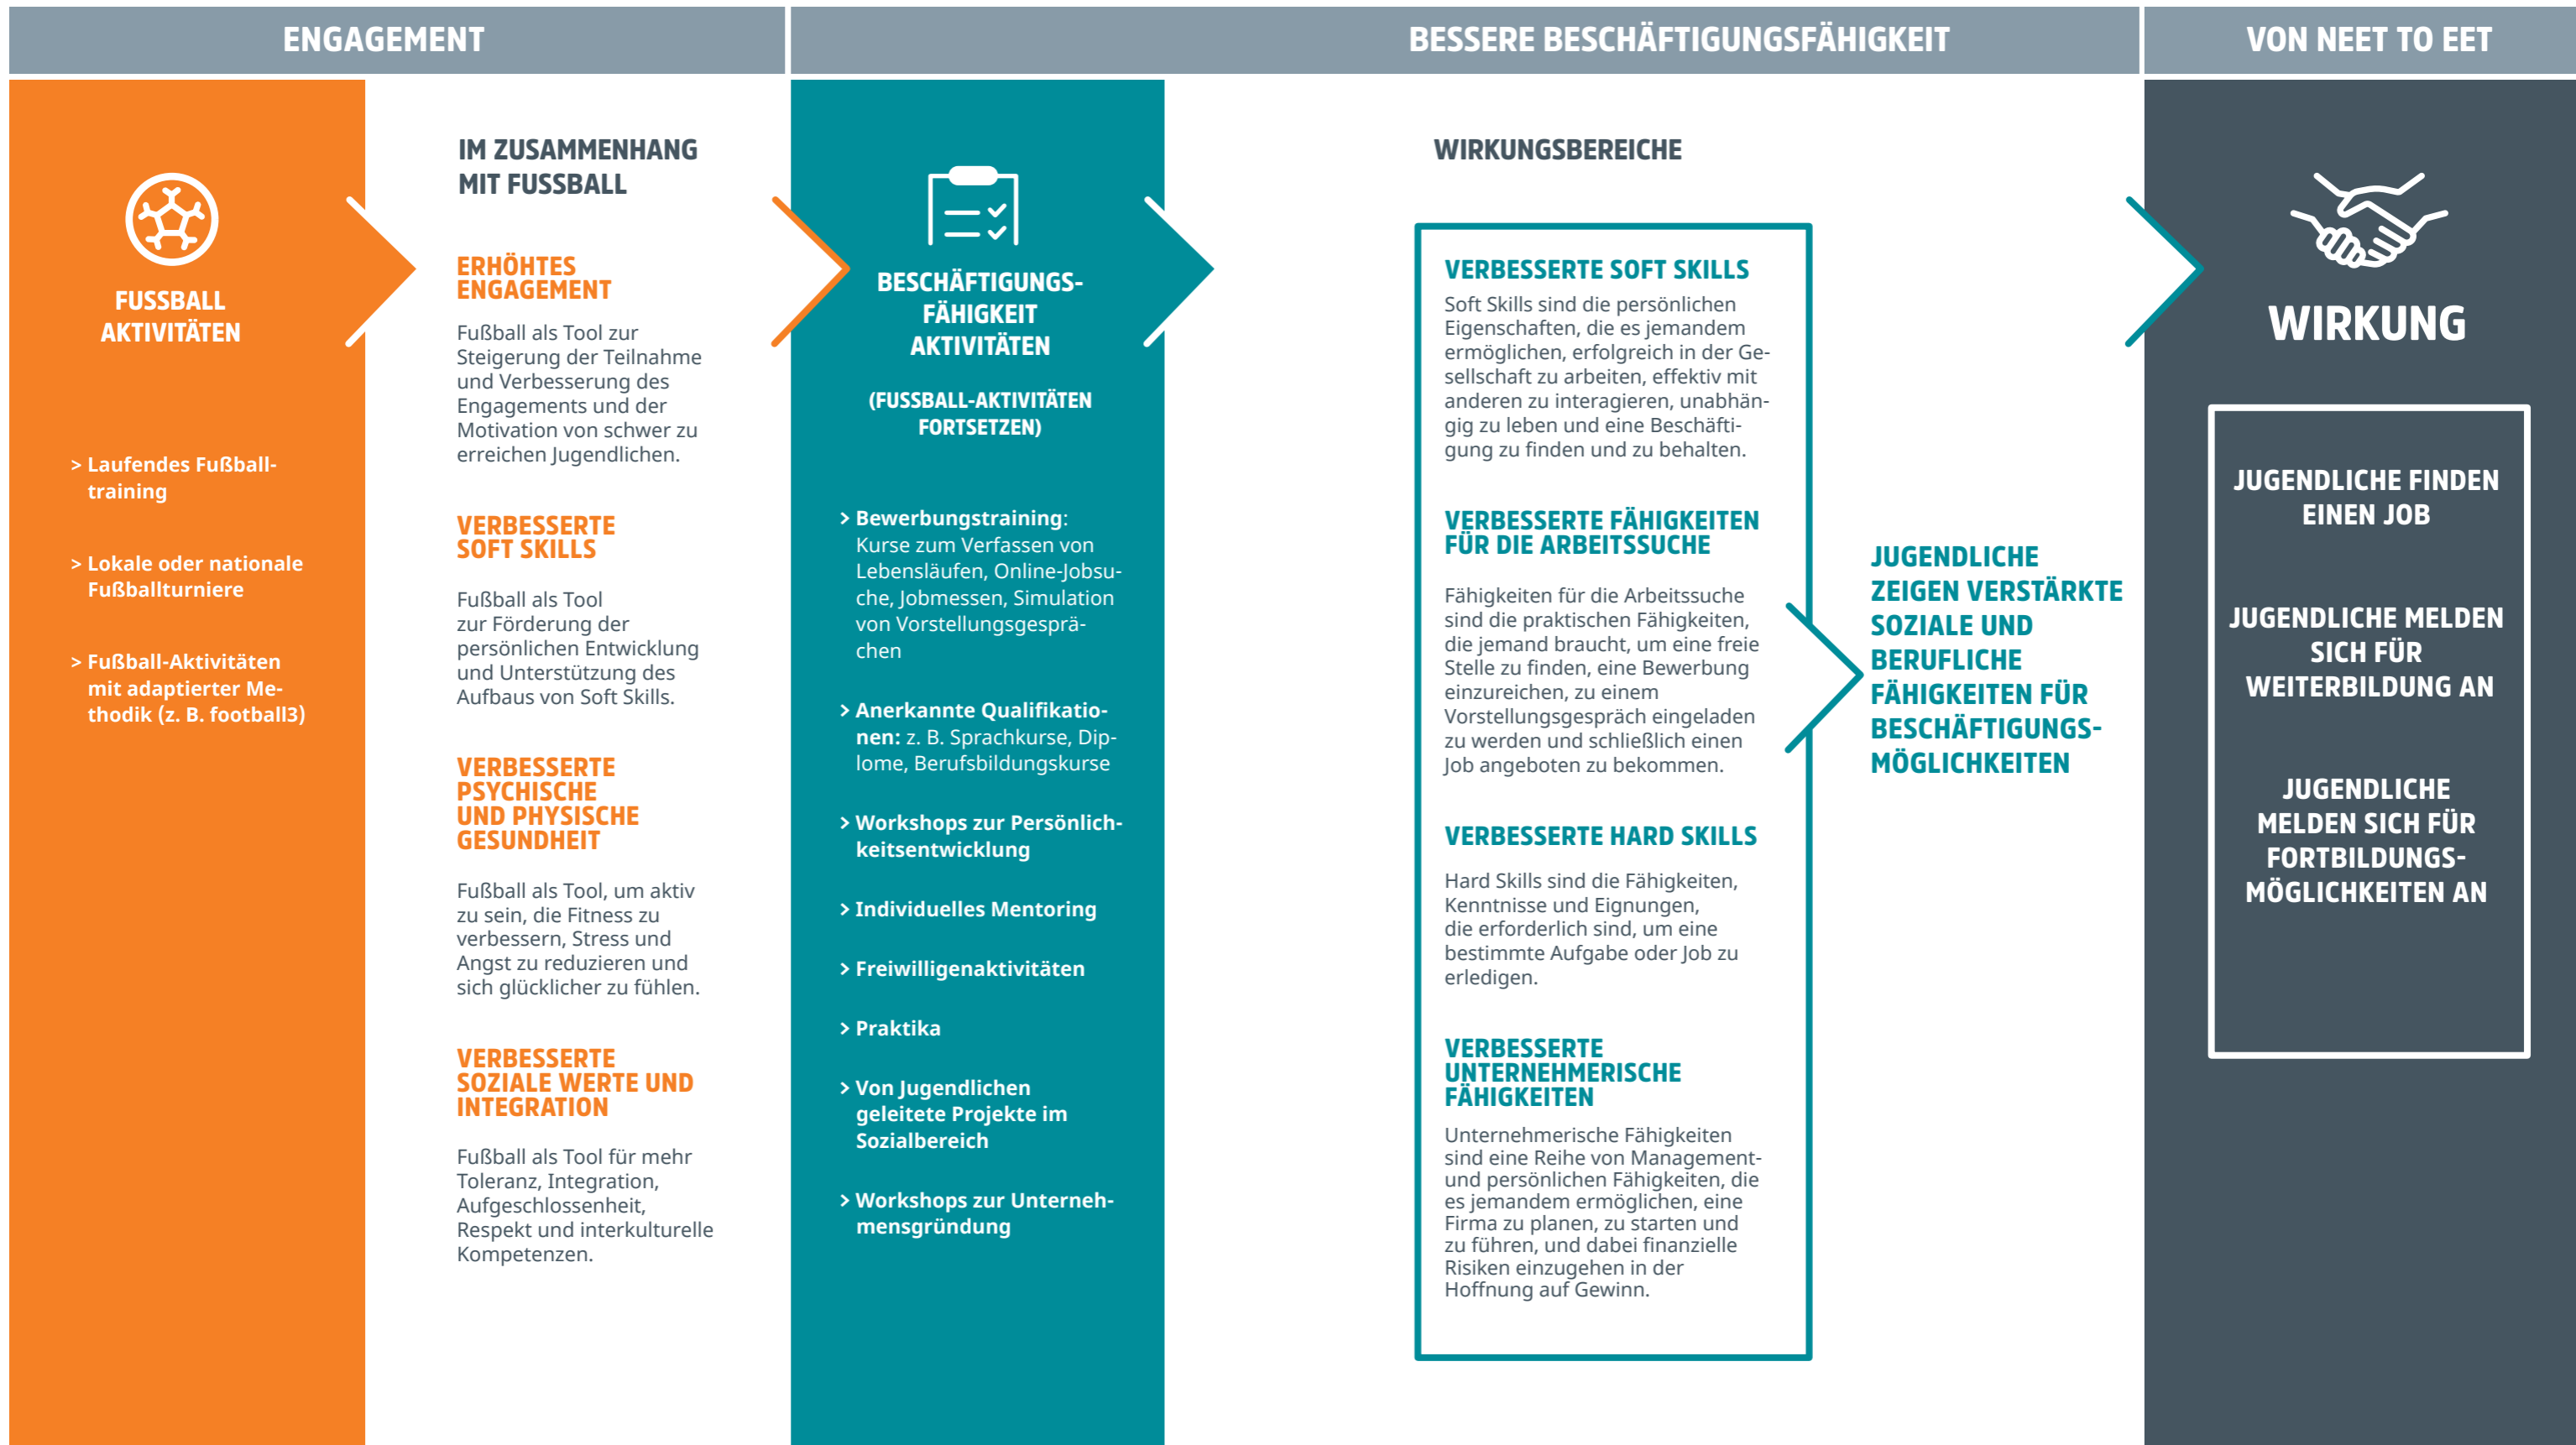 ENGAGEMENT
BESSERE BESCHÄFTIGUNGSFÄHIGKEIT
VON NEET TO EET
FUSSBALL
AKTIVITÄTEN
> Laufendes Fußball-
training
> Lokale oder nationale
Fußballturniere
> Fußball-Aktivitäten
mit adaptierter Me-
thodik (z. B. football3)
IM ZUSAMMENHANG
MIT FUSSBALL
ERHÖHTES
ENGAGEMENT
Fußball als Tool zur
Steigerung der Teilnahme
und Verbesserung des
Engagements und der
Motivation von schwer zu
erreichen Jugendlichen.
VERBESSERTE
SOFT SKILLS
Fußball als Tool
zur Förderung der
persönlichen Entwicklung
und Unterstützung des
Aufbaus von Soft Skills.
VERBESSERTE
PSYCHISCHE
UND PHYSISCHE
GESUNDHEIT
Fußball als Tool, um aktiv
zu sein, die Fitness zu
verbessern, Stress und
Angst zu reduzieren und
sich glücklicher zu fühlen.
VERBESSERTE
SOZIALE WERTE UND
INTEGRATION
Fußball als Tool für mehr
Toleranz, Integration,
Aufgeschlossenheit,
Respekt und interkulturelle
Kompetenzen.
BESCHÄFTIGUNGS-
FÄHIGKEIT
AKTIVITÄTEN
(FUSSBALL-AKTIVITÄTEN
FORTSETZEN)
> Bewerbungstraining:
Kurse zum Verfassen von
Lebensläufen, Online-Jobsu-
che, Jobmessen, Simulation
von Vorstellungsgesprä-
chen
> Anerkannte Qualifikatio-
nen: z. B. Sprachkurse, Dip-
lome, Berufsbildungskurse
> Workshops zur Persönlich-
keitsentwicklung
> Individuelles Mentoring
> Freiwilligenaktivitäten
> Praktika
> Von Jugendlichen
geleitete Projekte im
Sozialbereich
> Workshops zur Unterneh-
mensgründung
WIRKUNGSBEREICHE
VERBESSERTE SOFT SKILLS
Soft Skills sind die persönlichen
Eigenschaften, die es jemandem
ermöglichen, erfolgreich in der Ge-
sellschaft zu arbeiten, effektiv mit
anderen zu interagieren, unabhän-
gig zu leben und eine Beschäfti-
gung zu finden und zu behalten.
VERBESSERTE FÄHIGKEITEN
FÜR DIE ARBEITSSUCHE
Fähigkeiten für die Arbeitssuche
sind die praktischen Fähigkeiten,
die jemand braucht, um eine freie
Stelle zu finden, eine Bewerbung
einzureichen, zu einem
Vorstellungsgespräch eingeladen
zu werden und schließlich einen
Job angeboten zu bekommen.
VERBESSERTE HARD SKILLS
Hard Skills sind die Fähigkeiten,
Kenntnisse und Eignungen,
die erforderlich sind, um eine
bestimmte Aufgabe oder Job zu
erledigen.
VERBESSERTE
UNTERNEHMERISCHE
FÄHIGKEITEN
Unternehmerische Fähigkeiten
sind eine Reihe von Management-
und persönlichen Fähigkeiten, die
es jemandem ermöglichen, eine
Firma zu planen, zu starten und
zu führen, und dabei finanzielle
Risiken einzugehen in der
Hoffnung auf Gewinn.
JUGENDLICHE
ZEIGEN VERSTÄRKTE
SOZIALE UND
BERUFLICHE
FÄHIGKEITEN FÜR
BESCHÄFTIGUNGS-
MÖGLICHKEITEN
WIRKUNG
JUGENDLICHE FINDEN
EINEN JOB
JUGENDLICHE MELDEN
SICH FÜR
WEITERBILDUNG AN
JUGENDLICHE
MELDEN SICH FÜR
FORTBILDUNGS-
MÖGLICHKEITEN AN